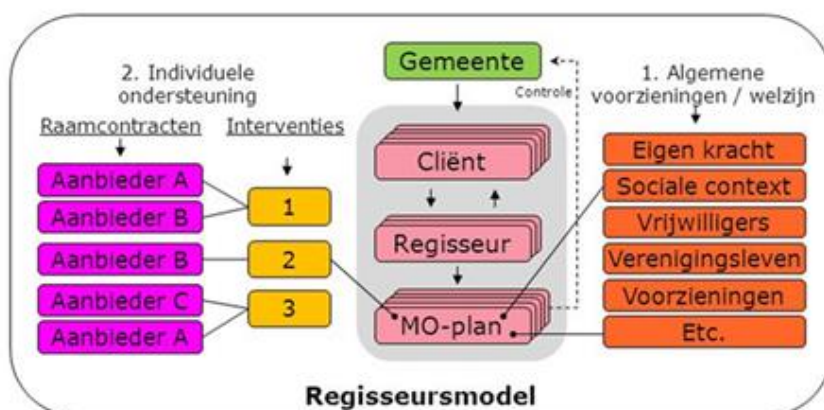 2. Individuele
ondersteuning
Raamcontracten
Interventies
Aanbieder A
Aanbieder B
Aanbieder B
Aanbieder C
Aanbieder A
1
2
3
Gemeente
Controle
Cliënt
Regisseur
MO-plan
1. Algemene
voorzieningen / welzijn
Eigen kracht
Sociale context
Vrijwilligers
Verenigingsleven
Voorzieningen
Etc.
Regisseursmodel